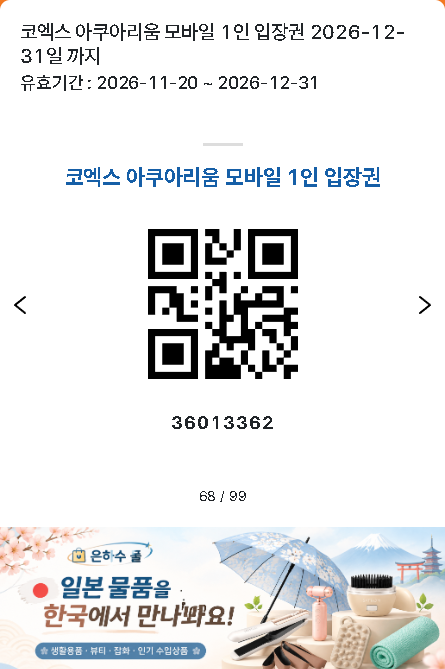 코엑스 아쿠아리움 모바일 1인 입장권 2026-12-
31일 까지
유효기간 : 2026-11-20 ~ 2026-12-31
코엑스 아쿠아리움 모바일 1인 입장권
36013362
68 / 99
은하수 몰
일본 물품을
한국에서 만나봐요!
생활용품 · 뷰티 · 잡화 · 인기 수입상품